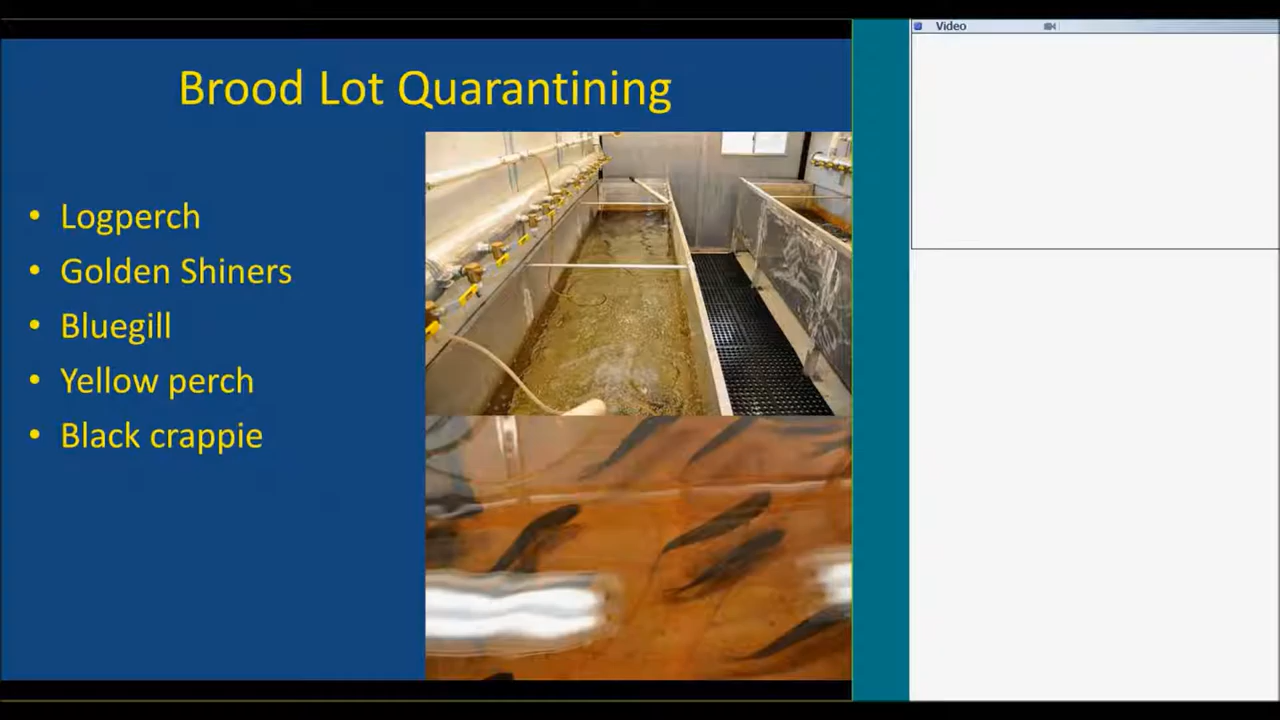 Brood Lot Quarantining
• Logperch
• Golden Shiners
• Bluegill
• Yellow perch
• Black crappie
Video